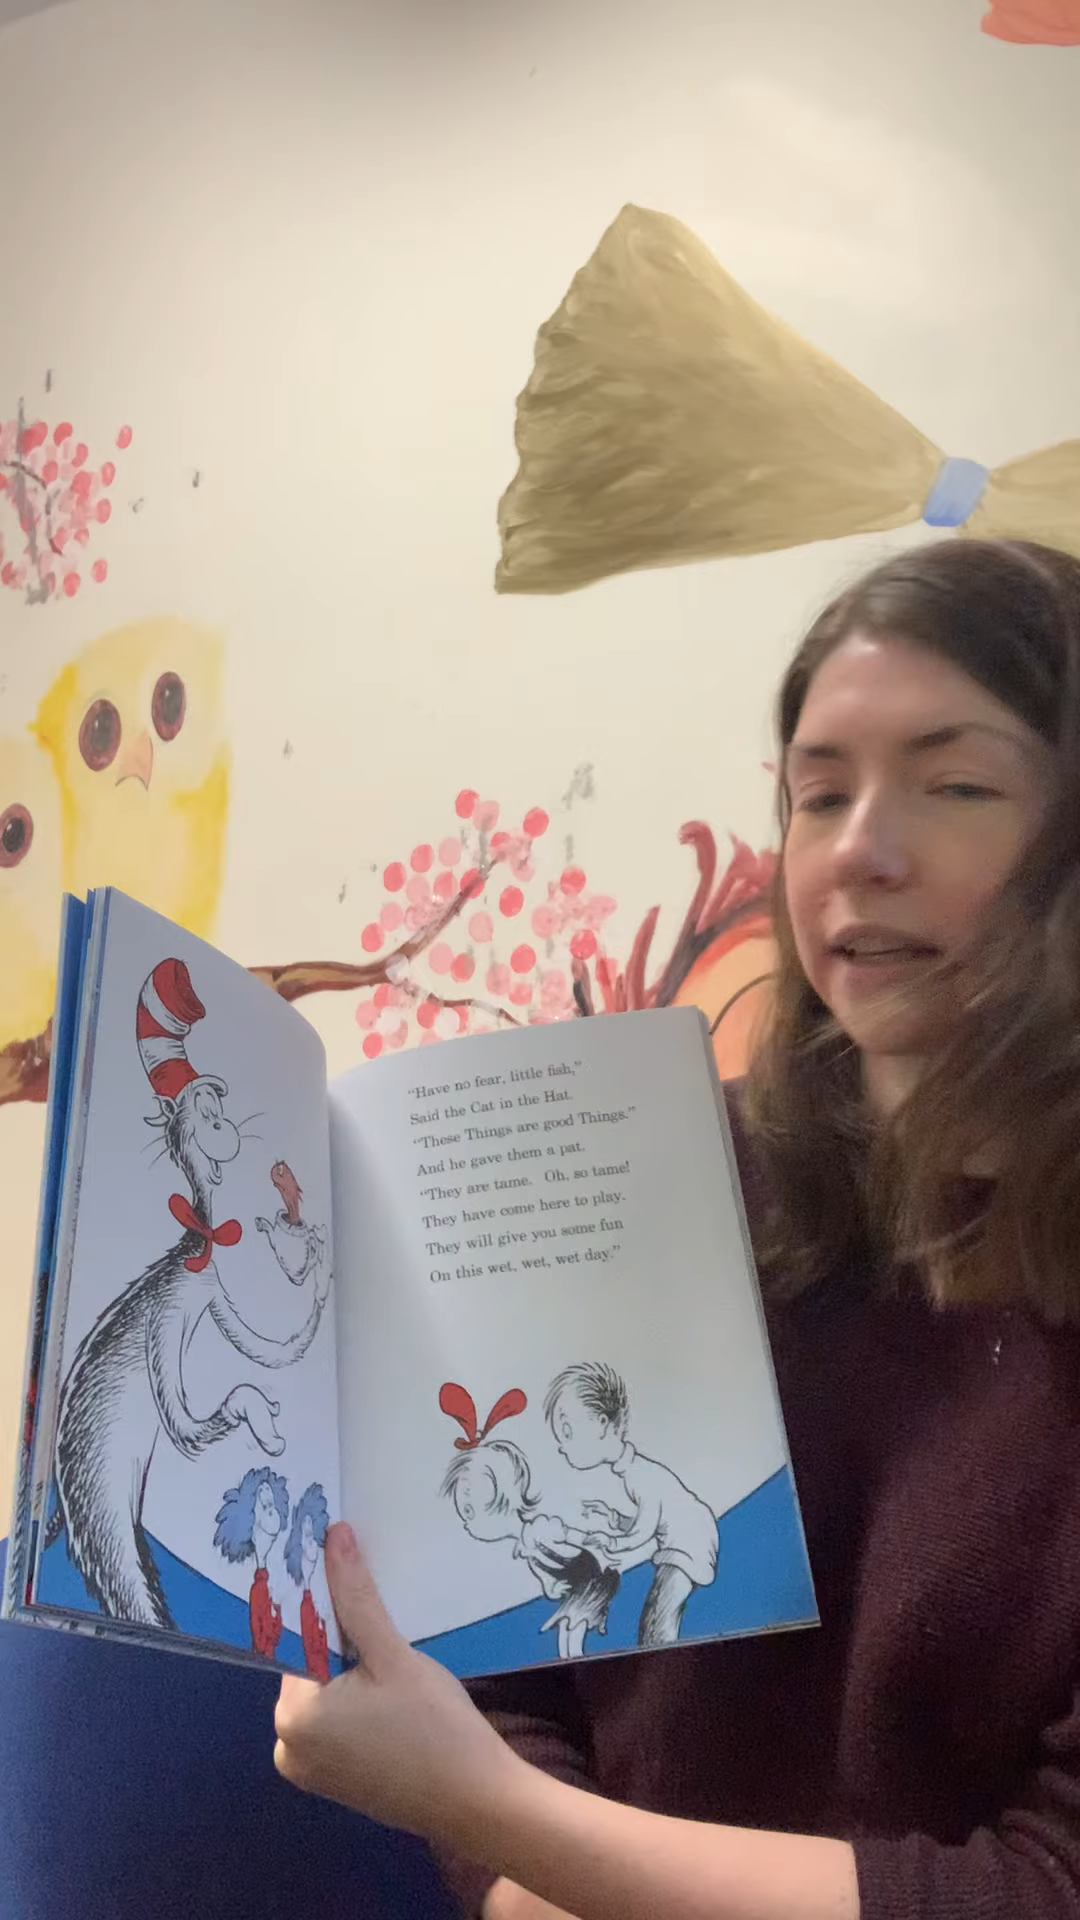 “Have no fear, little fish,”
Said the Cat in the Hat.
“These Things are good Things.”
And he gave them a pat.
“They are tame. Oh, so tame!
They have come here to play.
They will give you some fun
On this wet, wet, wet day.”